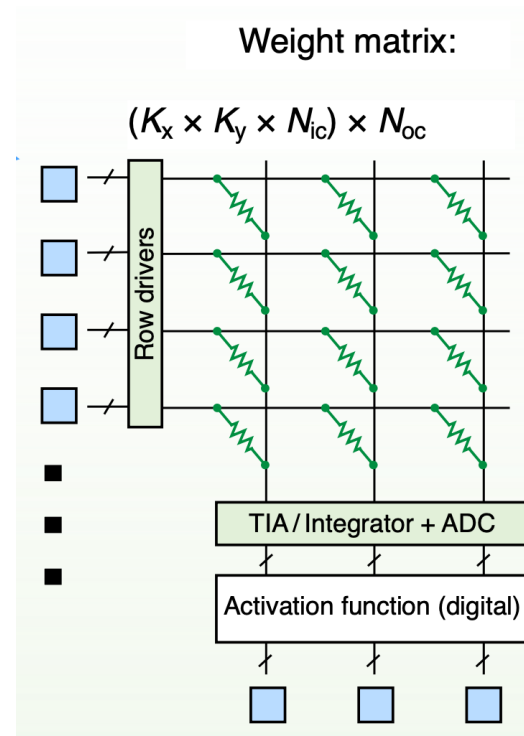 Weight matrix:
(Kx × Ky × Nic) × Noc
Row drivers
TIA / Integrator + ADC
Activation function (digital)